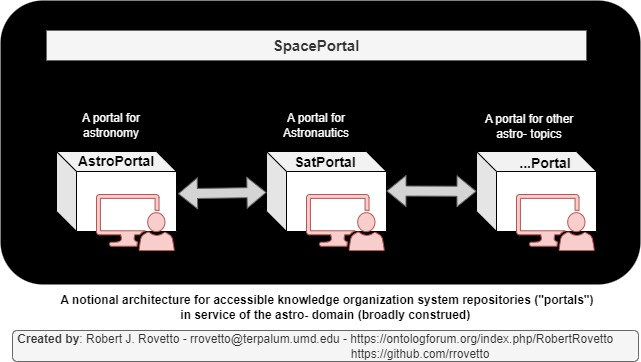 SpacePortal
A portal for
astronomy
A portal for
Astronautics
A portal for other
astro- topics
AstroPortal
SatPortal
...Portal
A notional architecture for accessible knowledge organization system repositories ("portals")
in service of the astro- domain (broadly construed)
Created by: Robert J. Rovetto - rrovetto@terpalum.umd.edu - https://ontologforum.org/index.php/RobertRovetto
https://github.com/rrovetto